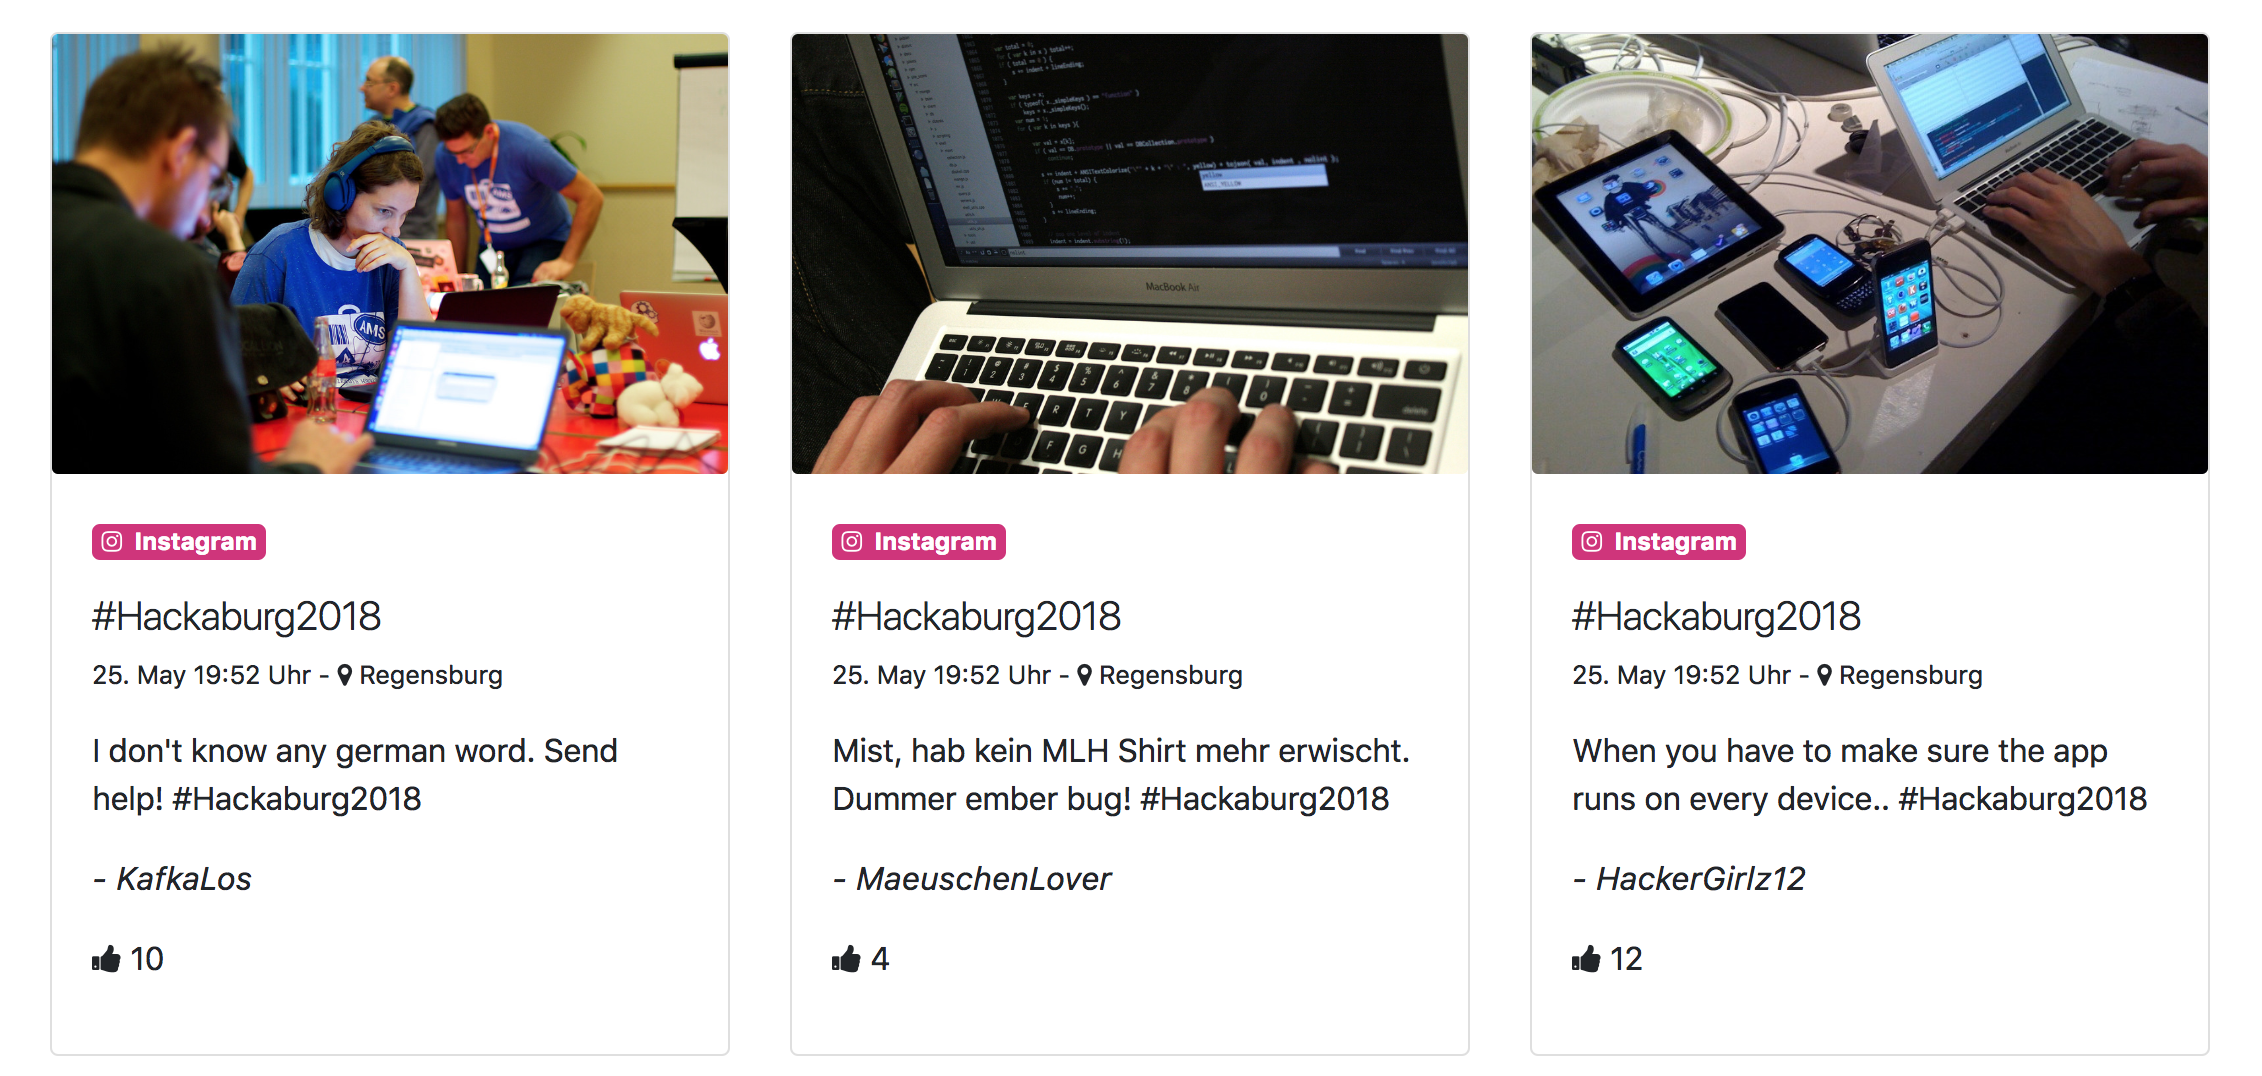 AMS
MacBook Air
yellow
ANSI_YELLOW
delete
Instagram
#Hackaburg2018
25. May 19:52 Uhr - Regensburg
I don't know any german word. Send
help! #Hackaburg2018
- KafkaLos
10
Instagram
#Hackaburg2018
25. May 19:52 Uhr - Regensburg
Mist, hab kein MLH Shirt mehr erwischt.
Dummer ember bug! #Hackaburg2018
- MaeuschenLover
4
Instagram
#Hackaburg2018
25. May 19:52 Uhr - Regensburg
When you have to make sure the app
runs on every device.. #Hackaburg2018
- HackerGirlz12
12